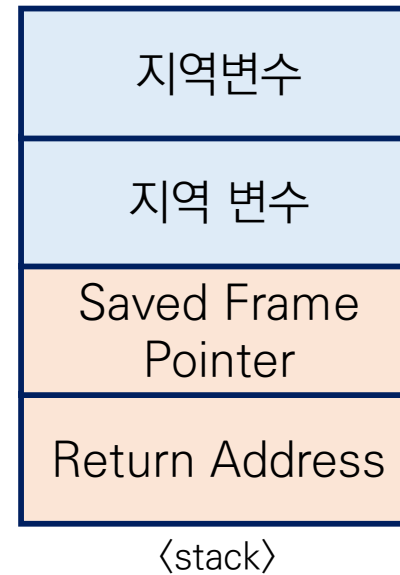 지역변수
지역 변수
Saved Frame
Pointer
Return Address
〈stack〉